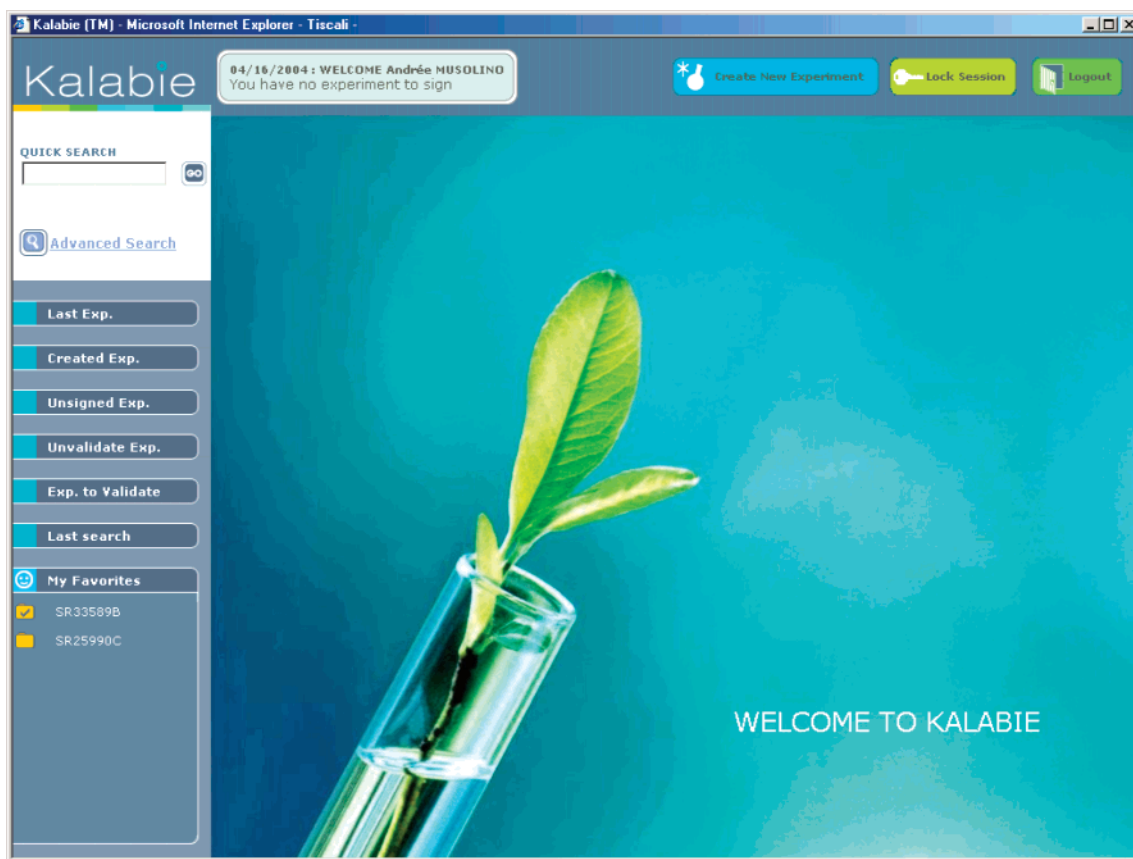 Kalabie (TM) - Microsoft Internet Explorer - Tiscali -
Kalabie
04/16/2004 : WELCOME Andrée MUSOLINO
You have no experiment to sign
Create New Experiment
Lock Session
Logout
QUICK SEARCH
GO
Advanced Search
Last Exp.
Created Exp.
Unsigned Exp.
Unvalidate Exp.
Exp. to Validate
Last search
My Favorites
SR33589B
SR25990C
WELCOME TO KALABIE